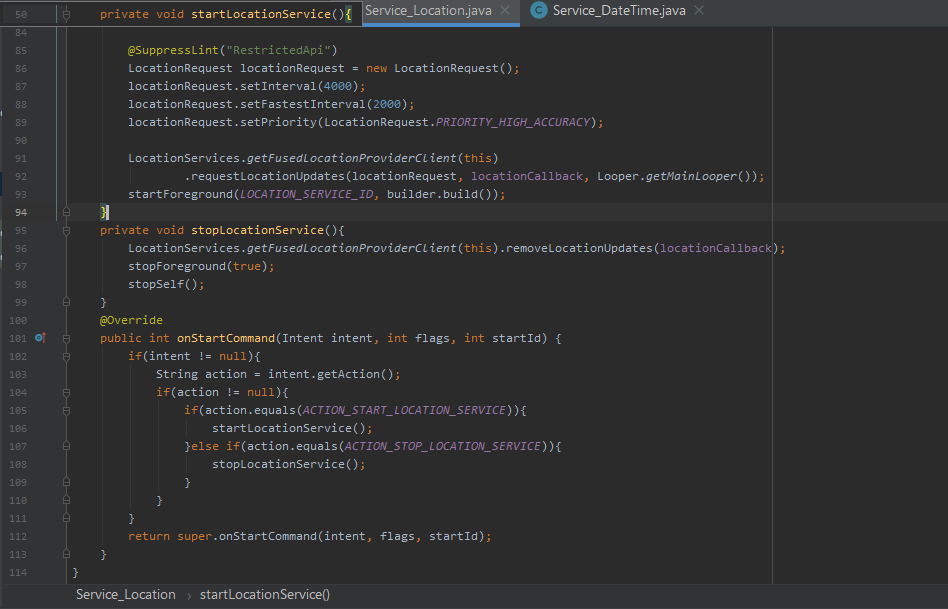 50 private void startLocationService(){
Service_Location.java Service_DateTime.java
84
85 @SuppressLint("RestrictedApi")
86 LocationRequest locationRequest = new LocationRequest();
87 locationRequest.setInterval(4000);
88 locationRequest.setFastestInterval(2000);
89 locationRequest.setPriority(LocationRequest.PRIORITY_HIGH_ACCURACY);
90
91 LocationServices.getFusedLocationProviderClient(this)
92 .requestLocationUpdates(locationRequest, locationCallback, Looper.getMainLooper());
93 startForeground(LOCATION_SERVICE_ID, builder.build());
94 }
95 private void stopLocationService(){
96 LocationServices.getFusedLocationProviderClient(this).removeLocationUpdates(locationCallback);
97 stopForeground(true);
98 stopSelf();
99 }
100 @Override
101 public int onStartCommand(Intent intent, int flags, int startId) {
102 if(intent != null){
103 String action = intent.getAction();
104 if(action != null){
105 if(action.equals(ACTION_START_LOCATION_SERVICE)){
106 startLocationService();
107 }else if(action.equals(ACTION_STOP_LOCATION_SERVICE)){
108 stopLocationService();
109 }
110 }
111 }
112 return super.onStartCommand(intent, flags, startId);
113 }
114 }
Service_Location › startLocationService()